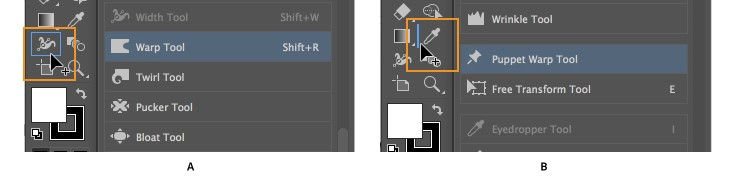 Width Tool Shift+W
Warp Tool Shift+R
Twirl Tool
Pucker Tool
Bloat Tool
A
Wrinkle Tool
Puppet Warp Tool
Free Transform Tool E
Eyedropper Tool I
B